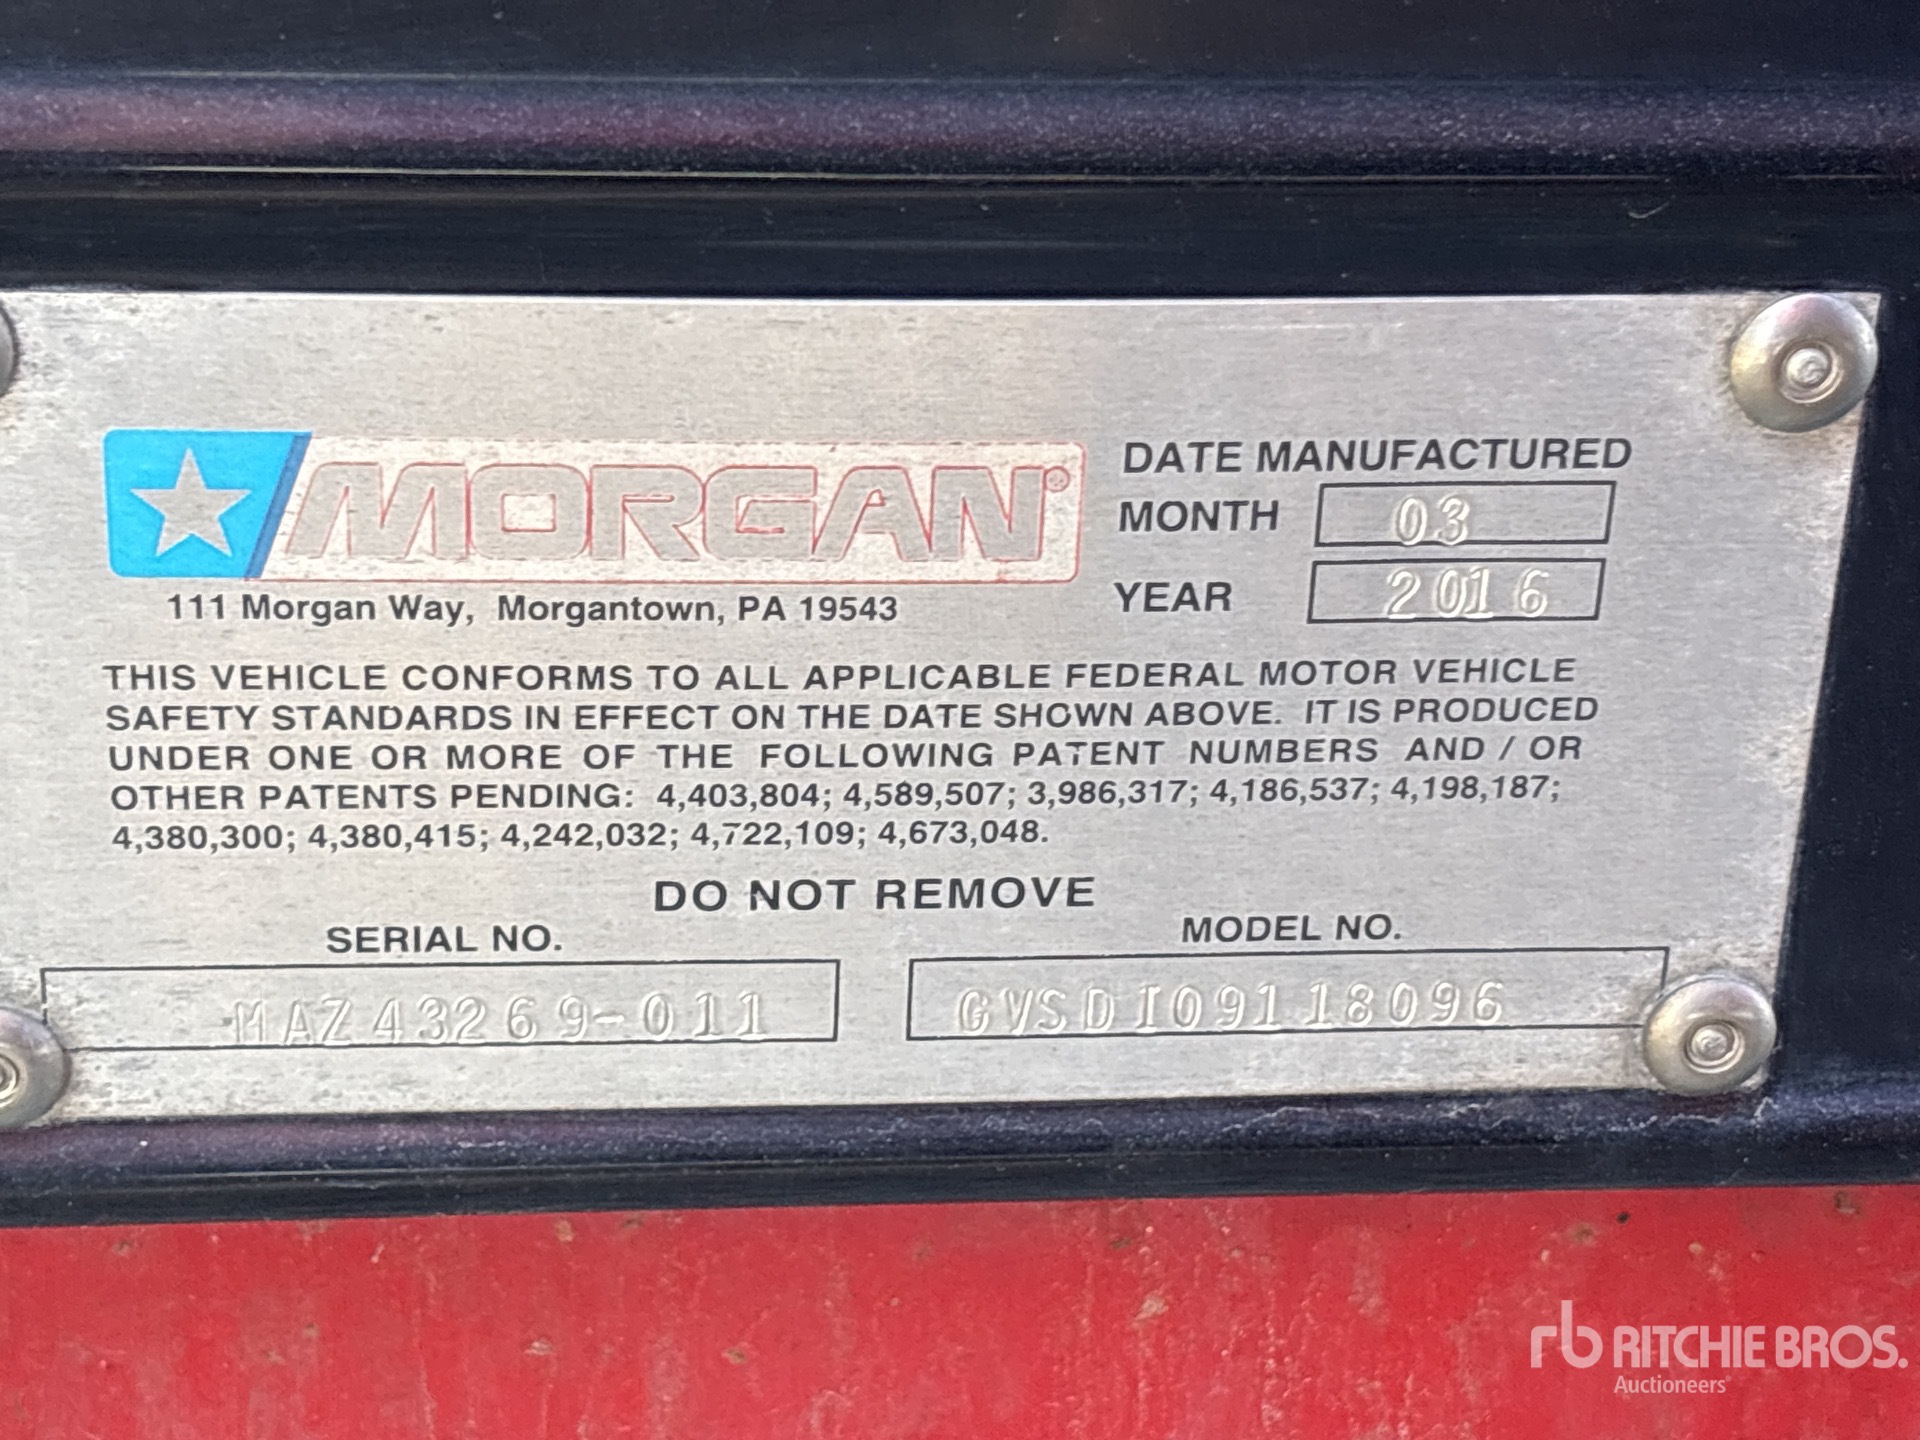 MORGAN®
111 Morgan Way, Morgantown, PA 19543
DATE MANUFACTURED
MONTH 03
YEAR 2016
THIS VEHICLE CONFORMS TO ALL APPLICABLE FEDERAL MOTOR VEHICLE
SAFETY STANDARDS IN EFFECT ON THE DATE SHOWN ABOVE. IT IS PRODUCED
UNDER ONE OR MORE OF THE FOLLOWING PATENT NUMBERS AND / OR
OTHER PATENTS PENDING: 4,403,804; 4,589,507; 3,986,317; 4,186,537; 4,198,187;
4,380,300; 4,380,415; 4,242,032; 4,722,109; 4,673,048.
DO NOT REMOVE
SERIAL NO.
MAZ43269-011
MODEL NO.
GVSDI09118096
rb RITCHIE BROS.
Auctioneers